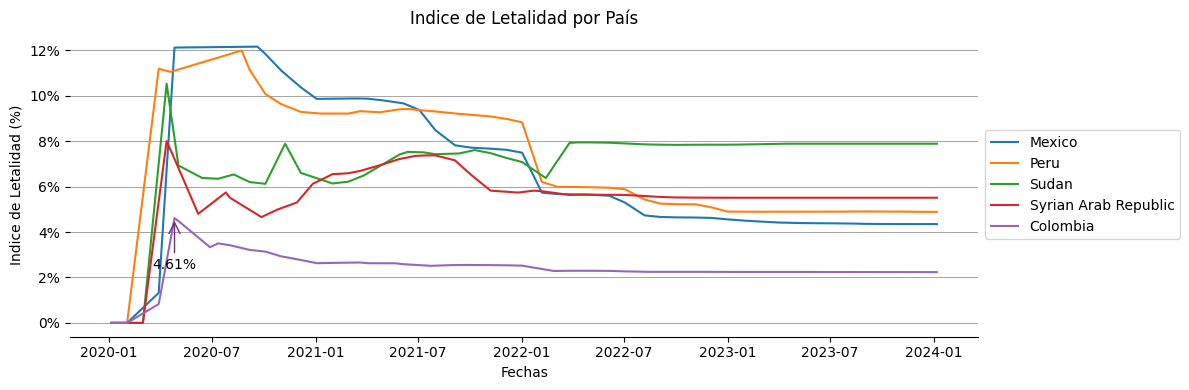 Indice de Letalidad por País
Indice de Letalidad (%)
12%
10%
8%
6%
4%
2%
0%
4.61%
2020-01
2020-07
2021-01
2021-07
2022-01
2022-07
2023-01
2023-07
2024-01
Fechas
Mexico
Peru
Sudan
Syrian Arab Republic
Colombia